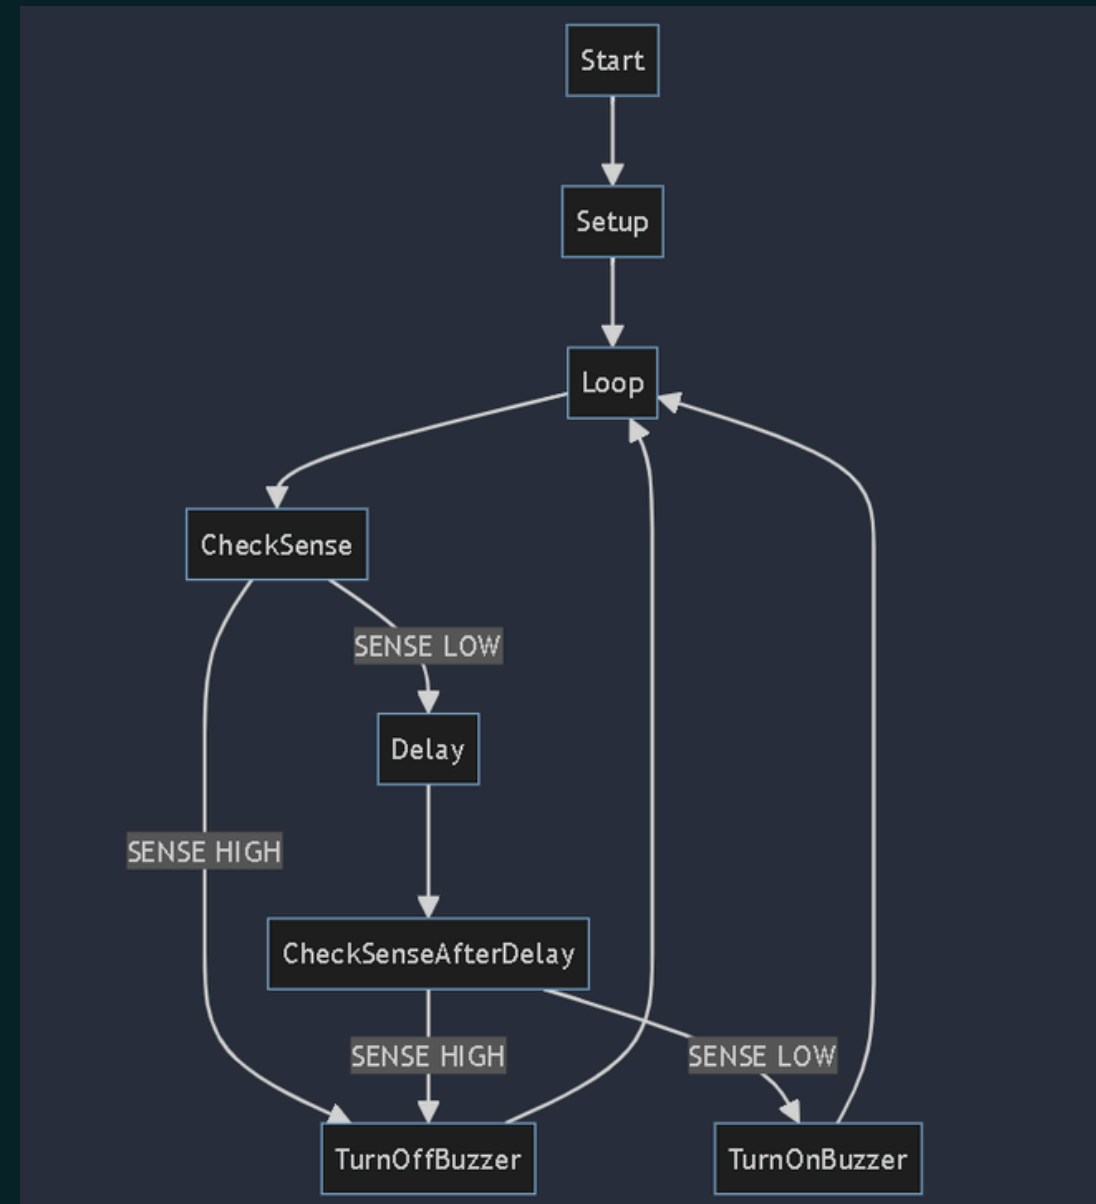 Start
Setup
Loop
CheckSense
SENSE LOW
Delay
SENSE HIGH
CheckSenseAfterDelay
SENSE HIGH
SENSE LOW
TurnOffBuzzer
TurnOnBuzzer